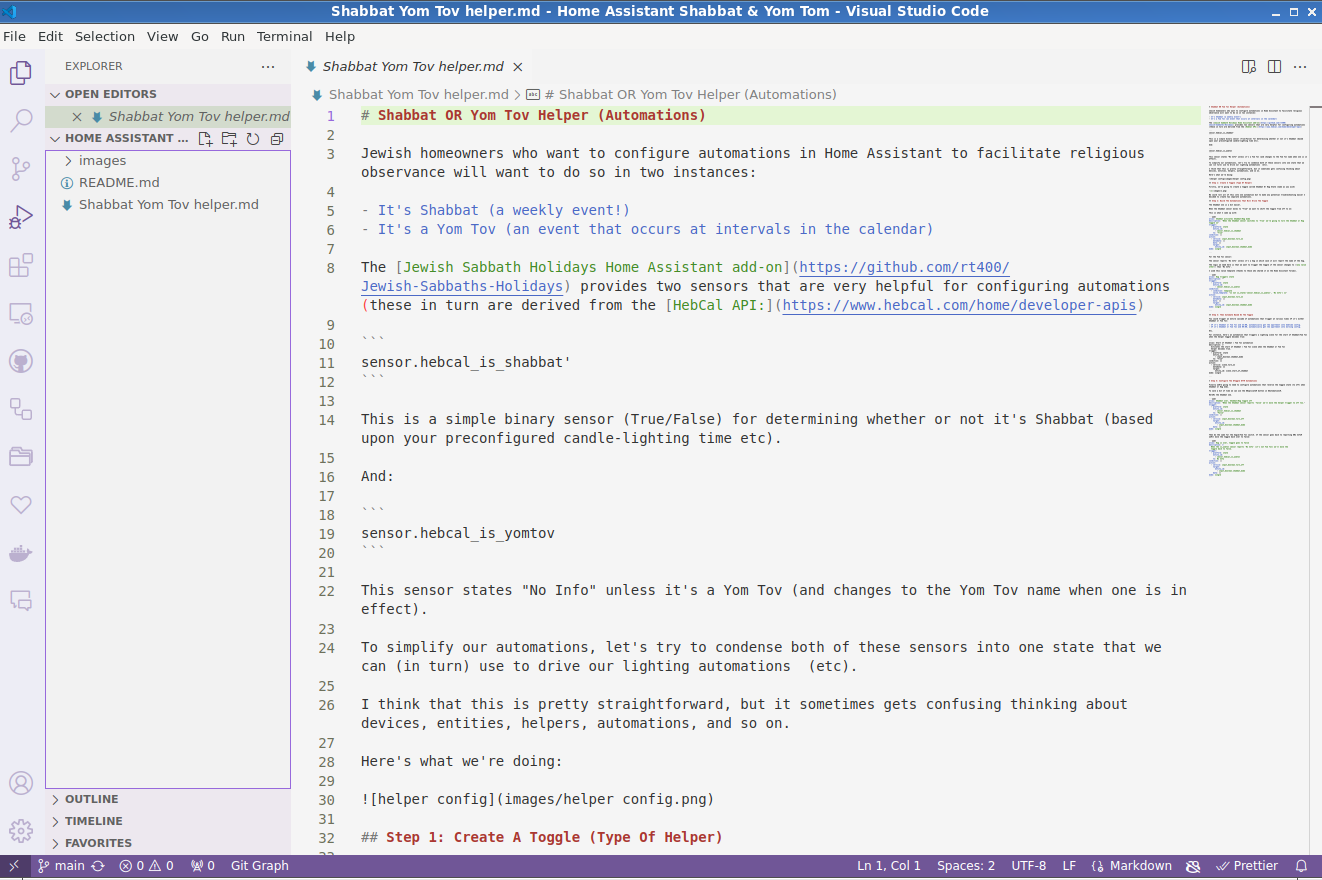 Shabbat Yom Tov helper.md - Home Assistant Shabbat & Yom Tom - Visual Studio Code
File Edit Selection View Go Run Terminal Help
EXPLORER
OPEN EDITORS
Shabbat Yom Tov helper.md
HOME ASSISTANT ...
images
README.md
Shabbat Yom Tov helper.md
OUTLINE
TIMELINE
FAVORITES
Shabbat Yom Tov helper.md
Shabbat Yom Tov helper.md > abc # Shabbat OR Yom Tov Helper (Automations)
1 # Shabbat OR Yom Tov Helper (Automations)
2
3 Jewish homeowners who want to configure automations in Home Assistant to facilitate religious
observance will want to do so in two instances:
4
5 - It's Shabbat (a weekly event!)
6 - It's a Yom Tov (an event that occurs at intervals in the calendar)
7
8 The [Jewish Sabbath Holidays Home Assistant add-on](https://github.com/rt400/
Jewish-Sabbaths-Holidays) provides two sensors that are very helpful for configuring automations
(these in turn are derived from the [HebCal API:](https://www.hebcal.com/home/developer-apis)
9
10 ```
11 sensor.hebcal_is_shabbat'
12 ```
13
14 This is a simple binary sensor (True/False) for determining whether or not it's Shabbat (based
upon your preconfigured candle-lighting time etc).
15
16 And:
17
18 ```
19 sensor.hebcal_is_yomtov
20 ```
21
22 This sensor states "No Info" unless it's a Yom Tov (and changes to the Yom Tov name when one is in
effect).
23
24 To simplify our automations, let's try to condense both of these sensors into one state that we
can (in turn) use to drive our lighting automations  (etc).
25
26 I think that this is pretty straightforward, but it sometimes gets confusing thinking about
devices, entities, helpers, automations, and so on.
27
28 Here's what we're doing:
29
30 ![helper config](images/helper config.png)
31
32 ## Step 1: Create A Toggle (Type Of Helper)
main 0 0 0 Git Graph Ln 1, Col 1 Spaces: 2 UTF-8 LF Markdown Prettier